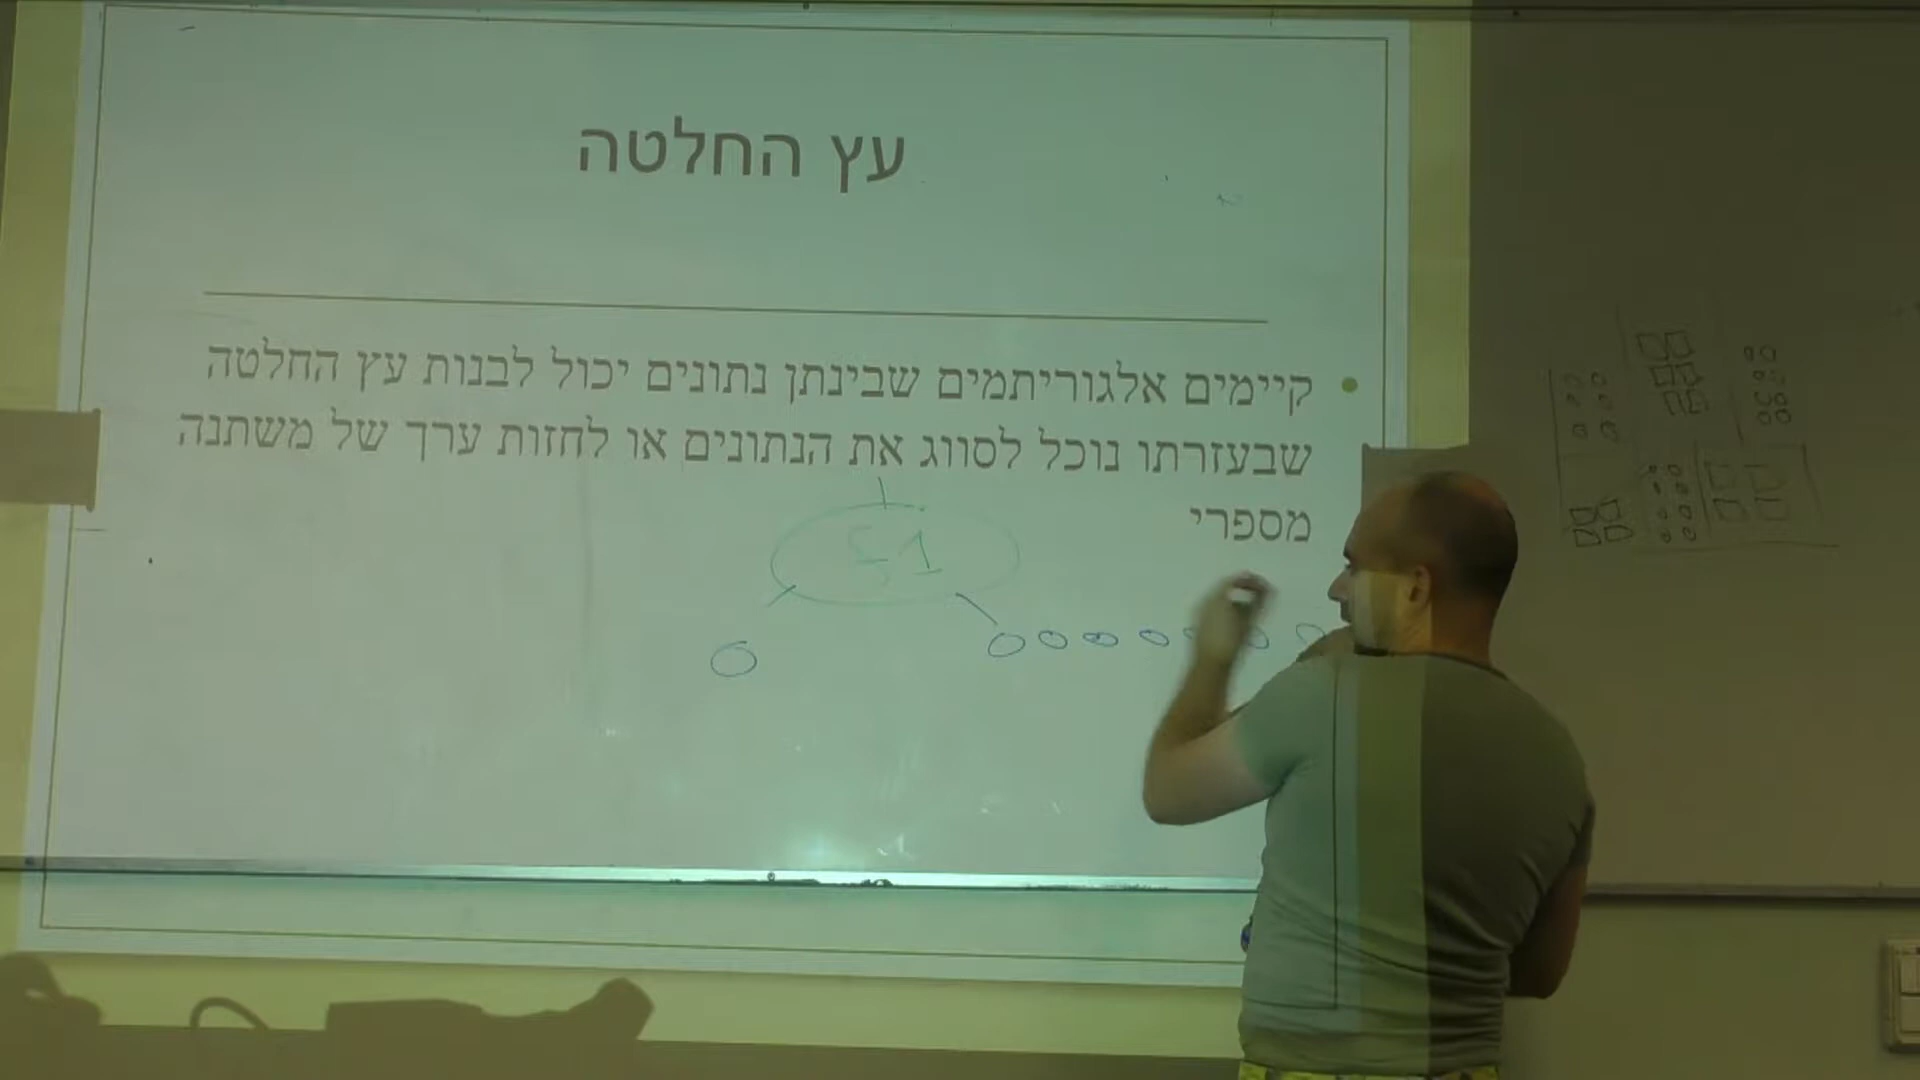 עץ החלטה
קיימים אלגוריתמים שבינתן נתונים יכול לבנות עץ החלטה
שבעזרתו נוכל לסווג את הנתונים או לחזות ערך של משתנה
מספרי